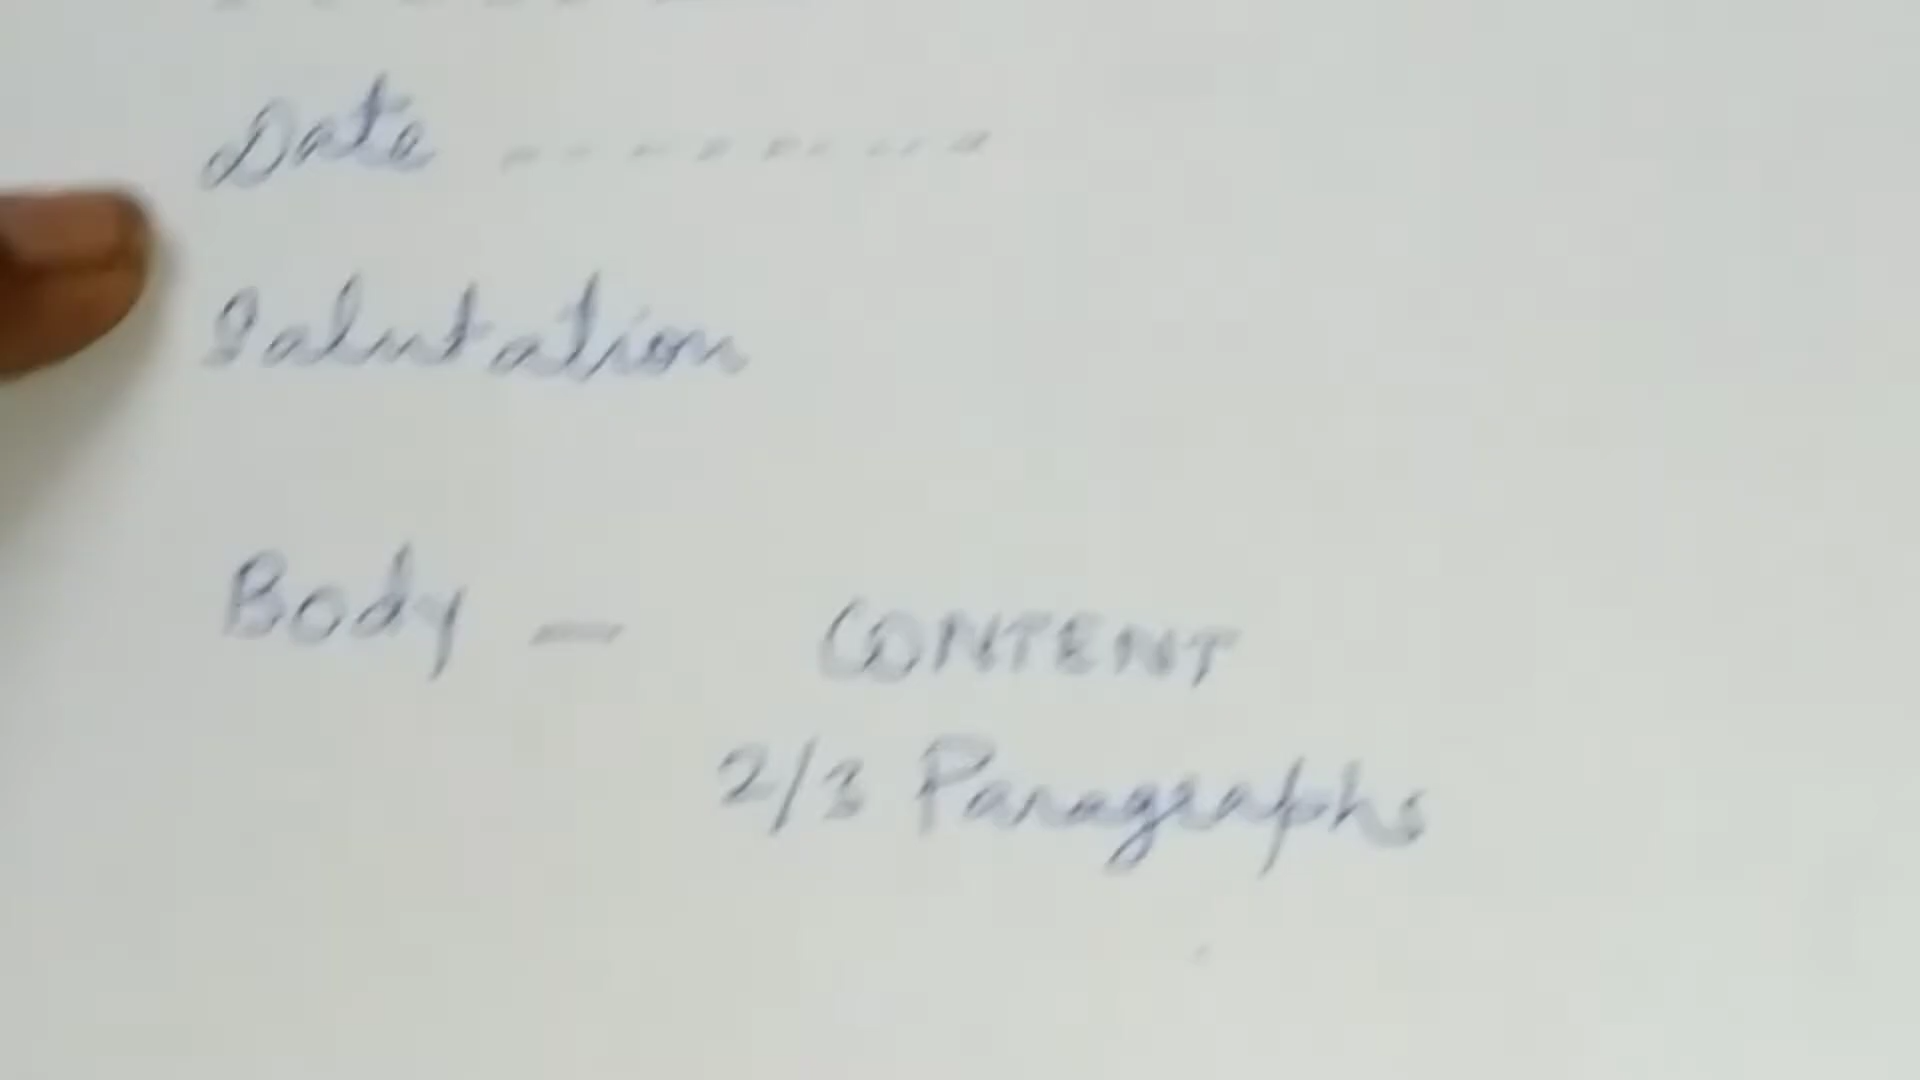 Date ---------
Salutation
Body - CONTENT
2/3 Paragraphs